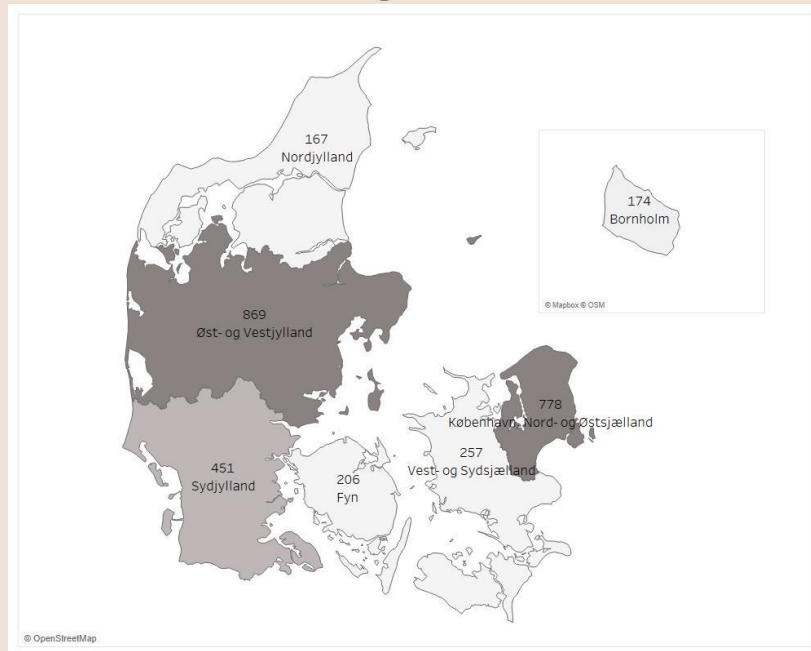 167
Nordjylland
174
Bornholm
© Mapbox © OSM
869
Øst- og Vestjylland
778
København, Nord- og Østsjælland
257
Vest- og Sydsjælland
451
Sydjylland
206
Fyn
© OpenStreetMap